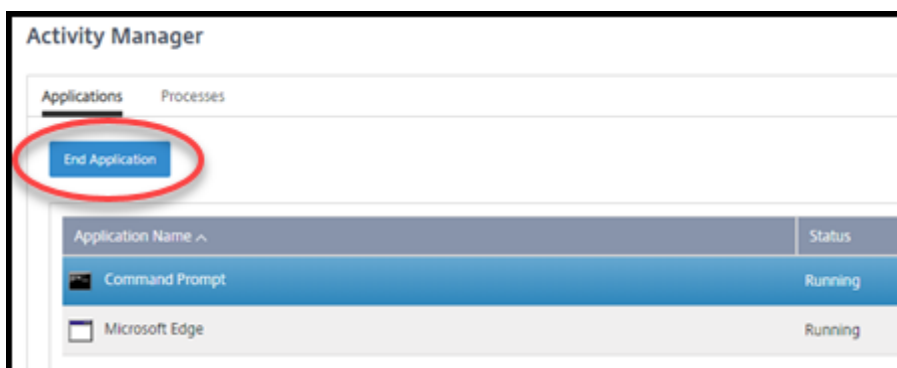 Activity Manager
Applications Processes
End Application
Application Name Status
Command Prompt Running
Microsoft Edge Running